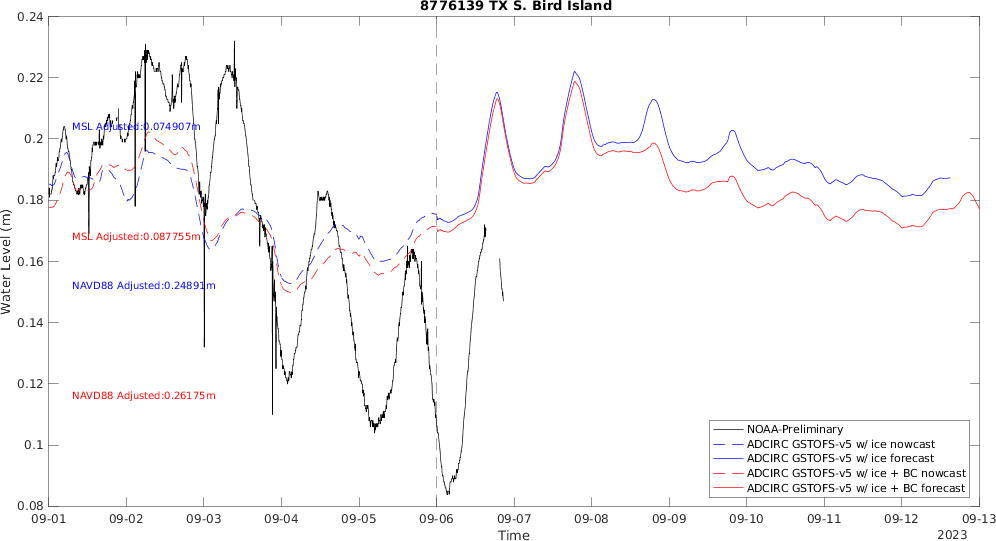 8776139 TX S. Bird Island
Water Level (m)
0.24
0.22
0.2
0.18
0.16
0.14
0.12
0.1
0.08
MSL Adjusted:0.074907m
MSL Adjusted:0.087755m
NAVD88 Adjusted:0.24891m
NAVD88 Adjusted:0.26175m
NOAA-Preliminary
ADCIRC GSTOFS-v5 w/ ice nowcast
ADCIRC GSTOFS-v5 w/ ice forecast
ADCIRC GSTOFS-v5 w/ ice + BC nowcast
ADCIRC GSTOFS-v5 w/ ice + BC forecast
09-01 09-02 09-03 09-04 09-05 09-06 09-07 09-08 09-09 09-10 09-11 09-12 09-13
Time
2023